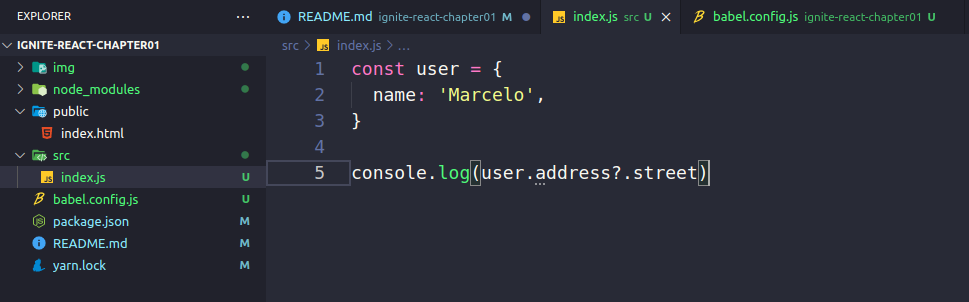 EXPLORER ...
IGNITE-REACT-CHAPTER01
img
node_modules
public
index.html
src
index.js U
babel.config.js U
package.json M
README.md M
yarn.lock M
README.md ignite-react-chapter01 M
index.js src U
babel.config.js ignite-react-chapter01 U
src > index.js > ...
1 const user = {
2 name: 'Marcelo',
3 }
4
5 console.log(user.address?.street)